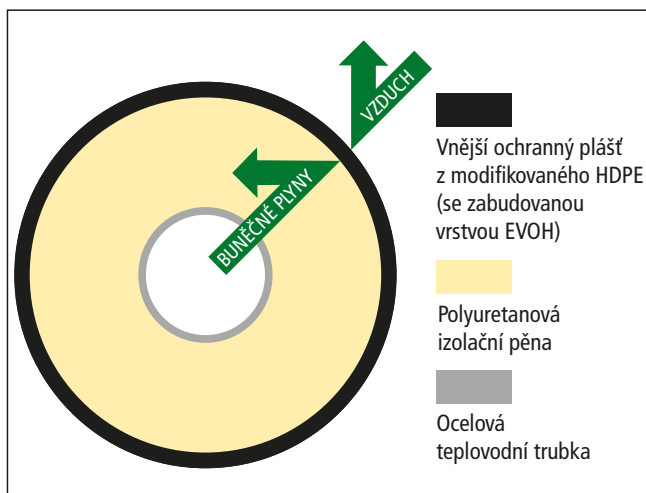 VZDUCH
BUNĚČNÉ PLYNY
Vnější ochranný plášť
z modifikovaného HDPE
(se zabudovanou
vrstvou EVOH)
Polyuretanová
izolační pěna
Ocelová
teplovodní trubka